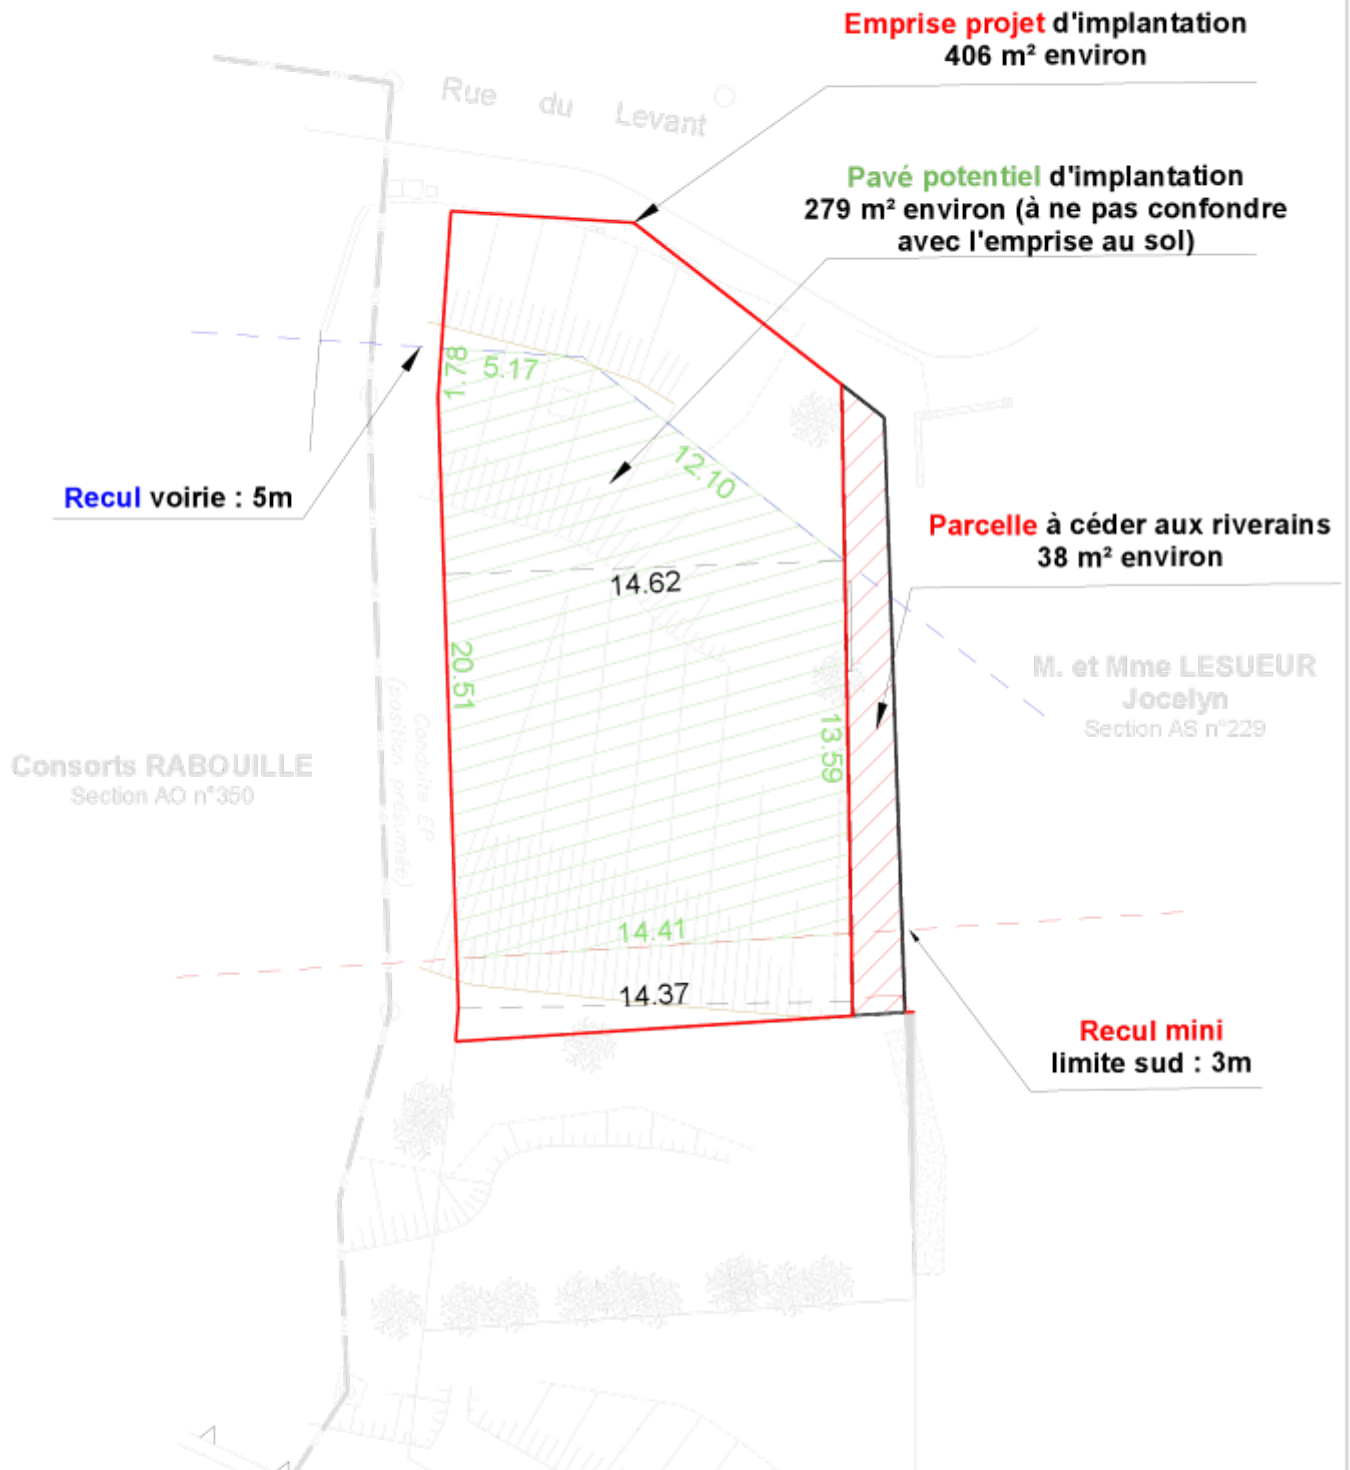 Emprise projet d'implantation
406 m² environ
Rue du Levant
Pavé potentiel d'implantation
279 m² environ (à ne pas confondre
avec l'emprise au sol)
1.78
5.17
12.10
Recul voirie : 5m
Parcelle à céder aux riverains
38 m² environ
14.62
20.51
M. et Mme LESUEUR
Jocelyn
Section AS n°229
13.59
Conduite EP
(position présumée)
Consorts RABOUILLE
Section AO n°350
14.41
14.37
Recul mini
limite sud : 3m